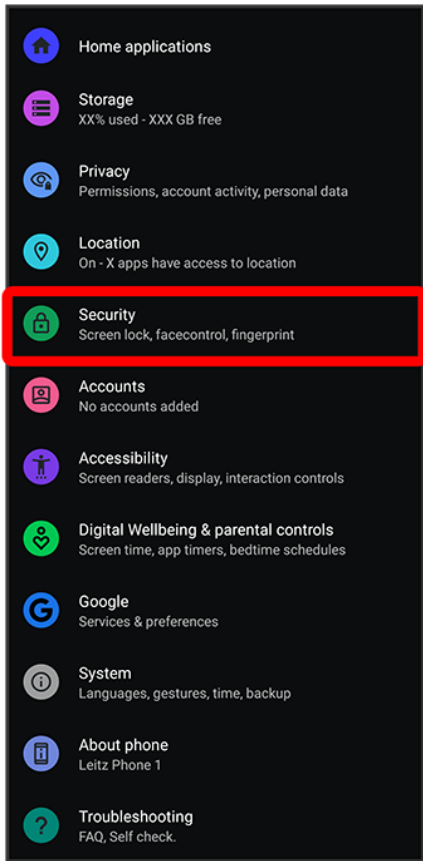 Home applications
Storage
XX% used - XXX GB free
Privacy
Permissions, account activity, personal data
Location
On - X apps have access to location
Security
Screen lock, facecontrol, fingerprint
Accounts
No accounts added
Accessibility
Screen readers, display, interaction controls
Digital Wellbeing & parental controls
Screen time, app timers, bedtime schedules
Google
Services & preferences
System
Languages, gestures, time, backup
About phone
Leitz Phone 1
Troubleshooting
FAQ, Self check.